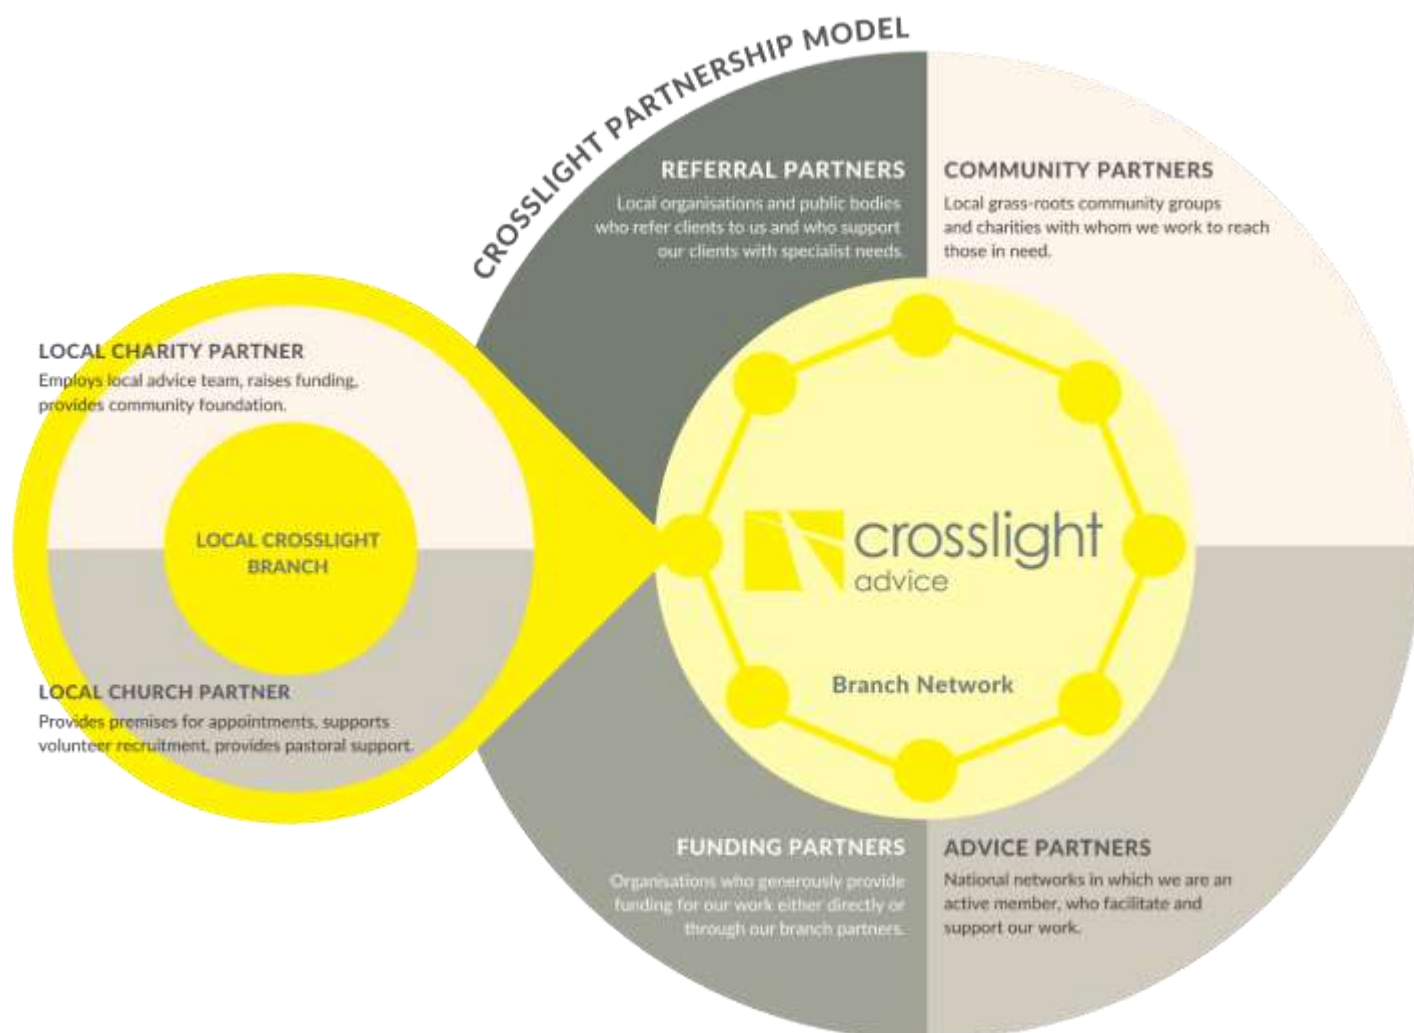 CROSSLIGHT PARTNERSHIP MODEL
REFERRAL PARTNERS
Local organisations and public bodies
who refer clients to us and who support
our clients with specialist needs.
COMMUNITY PARTNERS
Local grass-roots community groups
and charities with whom we work to reach
those in need.
LOCAL CHARITY PARTNER
Employs local advice team, raises funding,
provides community foundation.
LOCAL CROSSLIGHT
BRANCH
LOCAL CHURCH PARTNER
Provides premises for appointments, supports
volunteer recruitment, provides pastoral support.
crosslight
advice
Branch Network
FUNDING PARTNERS
Organisations who generously provide
funding for our work either directly or
through our branch partners.
ADVICE PARTNERS
National networks in which we are an
active member, who facilitate and
support our work.